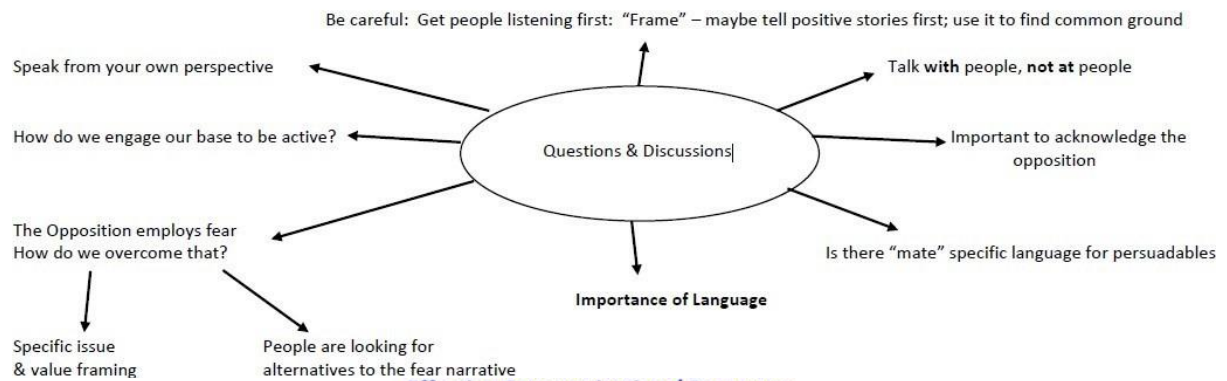 Be careted: Get people listening first: “Frame” – maybe tell positive stories first; use it to find common ground
Speak from your own perspective
Talk with people, not at people
How do we engage our base to be active?
Questions & Discussions
Important to acknowledge the
opposition
The Opposition employs fear
How do we overcome that?
Is there “mate” specific language for persuadables
Importance of Language
Specific issue
& value framing
People are looking for
alternatives to the fear narrative